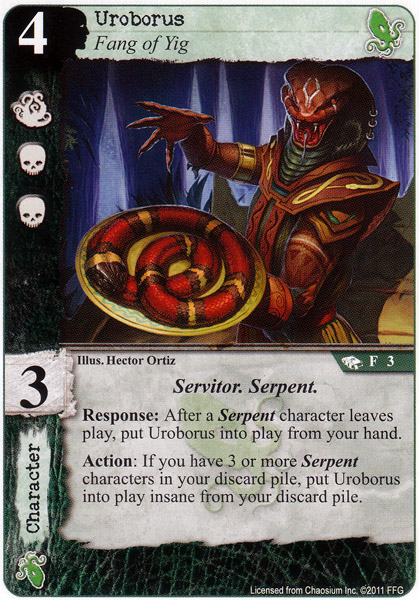 4
Uroborus
Fang of Yig
Illus. Hector Ortiz
F 3
3
Servitor. Serpent.
Response: After a Serpent character leaves
play, put Uroborus into play from your hand.
Action: If you have 3 or more Serpent
characters in your discard pile, put Uroborus
into play insane from your discard pile.
Character
Licensed from Chaosium Inc. ©2011 FFG